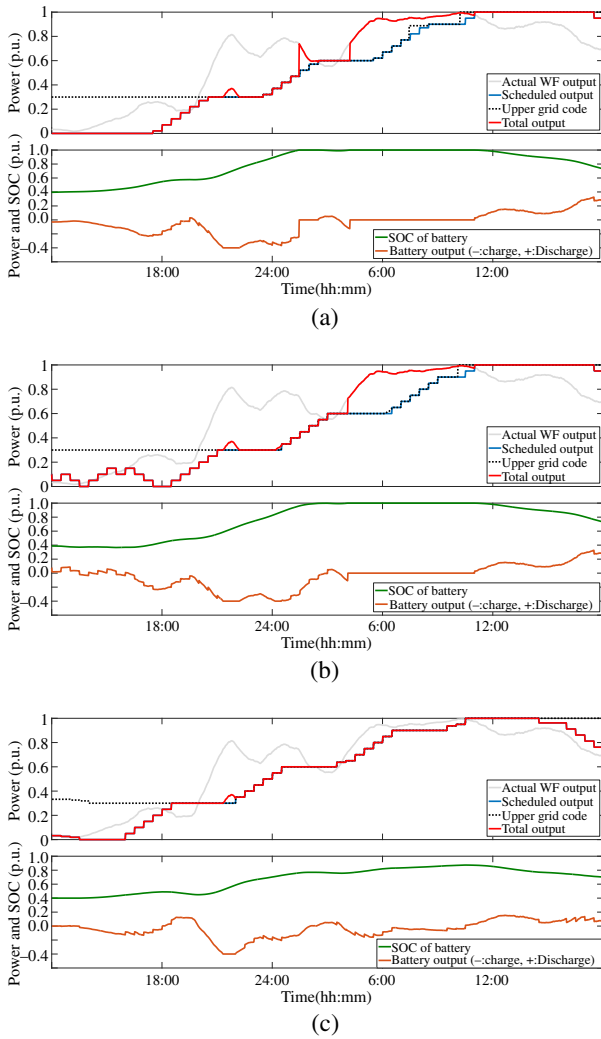 1
0.8
0.6
0.4
0.2
0
Power (p.u.)
Actual WF output
Scheduled output
Upper grid code
Total output
1.0
0.8
0.6
0.4
0.2
0.0
-0.4
Power and SOC (p.u.)
SOC of battery
Battery output (–:charge, +:Discharge)
18:00 24:00 6:00 12:00
Time(hh:mm)
(a)
1
0.8
0.6
0.4
0.2
0
Power (p.u.)
Actual WF output
Scheduled output
Upper grid code
Total output
1.0
0.8
0.6
0.4
0.2
0.0
-0.4
Power and SOC (p.u.)
SOC of battery
Battery output (–:charge, +:Discharge)
18:00 24:00 6:00 12:00
Time(hh:mm)
(b)
1
0.8
0.6
0.4
0.2
0
Power (p.u.)
Actual WF output
Scheduled output
Upper grid code
Total output
1.0
0.8
0.6
0.4
0.2
0.0
–0.4
Power and SOC (p.u.)
SOC of battery
Battery output (–:charge, +:Discharge)
18:00 24:00 6:00 12:00
Time(hh:mm)
(c)